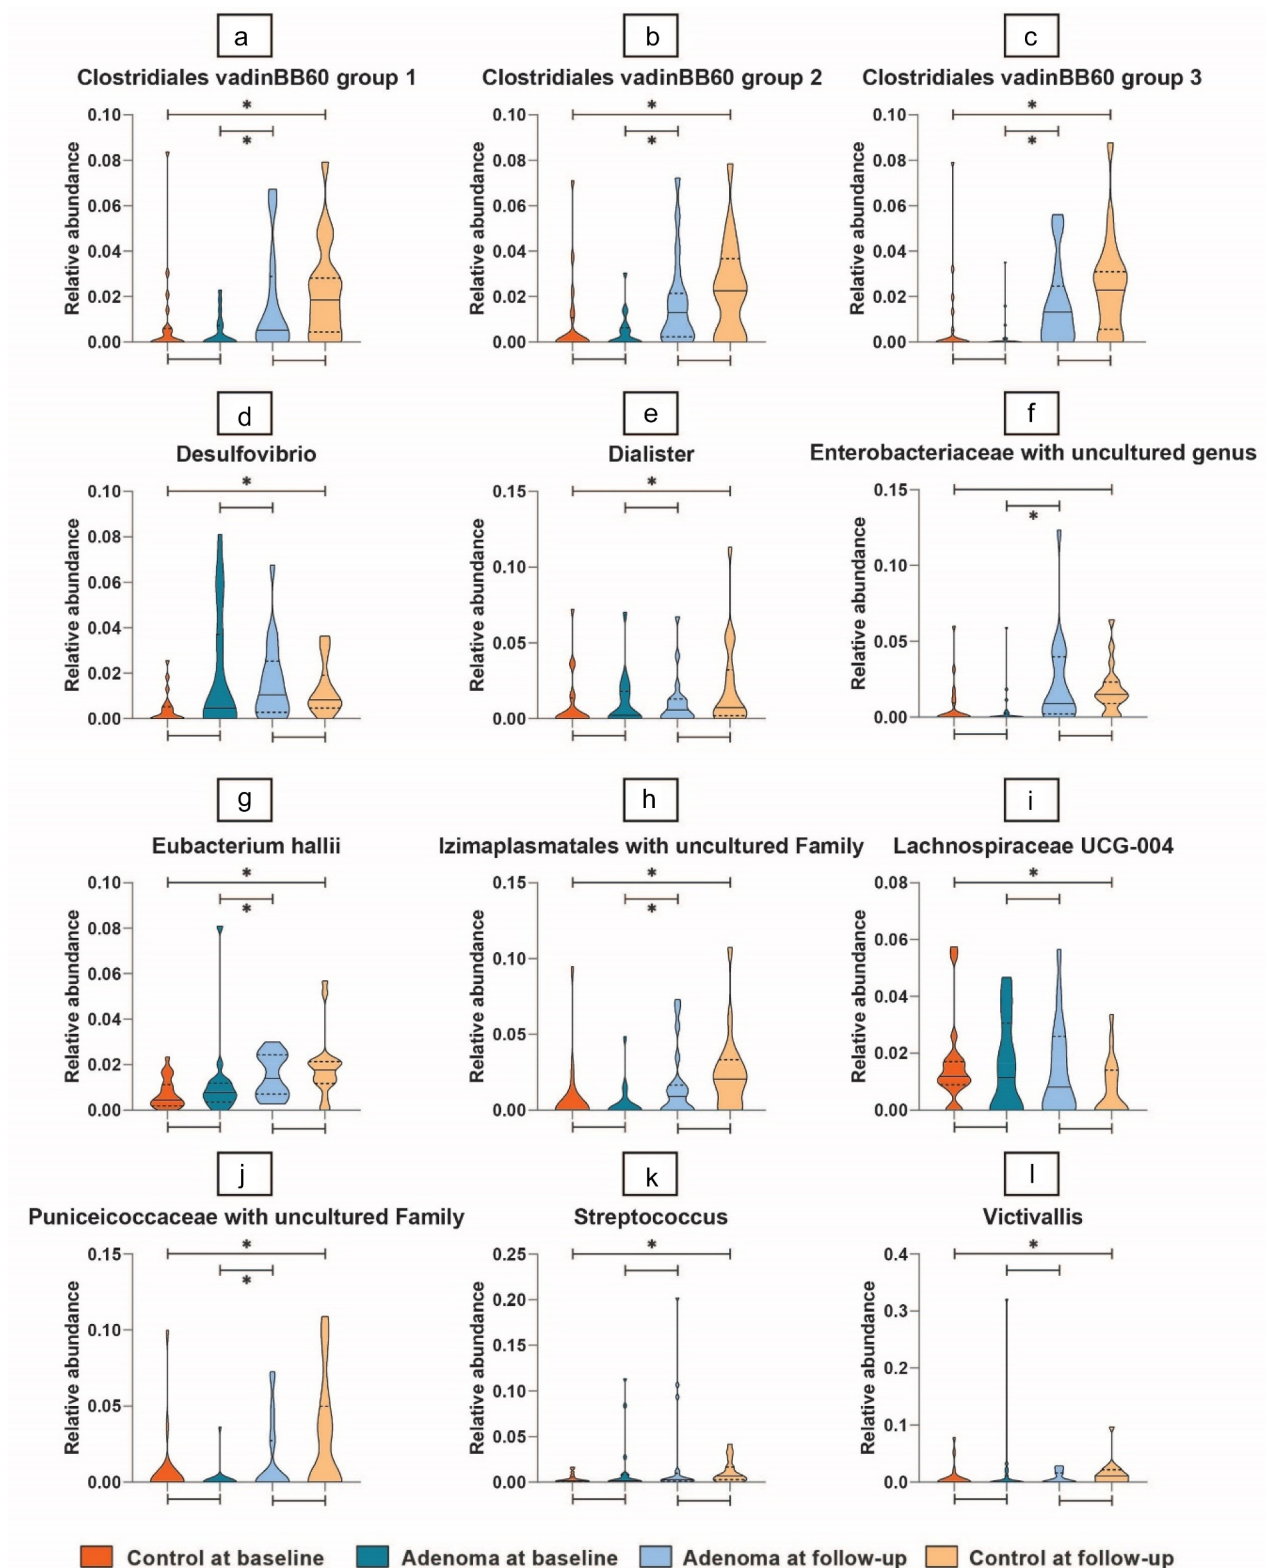 a b c
Clostridiales vadinBB60 group 1 Clostridiales vadinBB60 group 2 Clostridiales vadinBB60 group 3
* * *
0.10 0.10 0.10
* * *
0.08 0.08 0.08
0.06 0.06 0.06
Relative abundance Relative abundance Relative abundance
0.04 0.04 0.04
0.02 0.02 0.02
0.00 0.00 0.00
d e f
Desulfovibrio Dialister Enterobacteriaceae with uncultured genus
* *
0.10 0.15 0.15
*
0.08 0.10 0.10
0.06
Relative abundance Relative abundance Relative abundance
0.04 0.05 0.05
0.02
0.00 0.00 0.00
g h i
Eubacterium hallii Izimaplasmatales with uncultured Family Lachnospiraceae UCG-004
* * *
0.10 0.15 0.08
* *
0.08 0.10 0.06
0.06
Relative abundance Relative abundance Relative abundance
0.04 0.05 0.04
0.02 0.02
0.00 0.00 0.00
j k l
Puniceicoccaceae with uncultured Family Streptococcus Victivallis
* * *
0.15 0.25 0.4
*
0.20 0.3
0.10 0.15
Relative abundance Relative abundance Relative abundance
0.10 0.2
0.05 0.05 0.1
0.00 0.00 0.0
Control at baseline Adenoma at baseline Adenoma at follow-up Control at follow-up